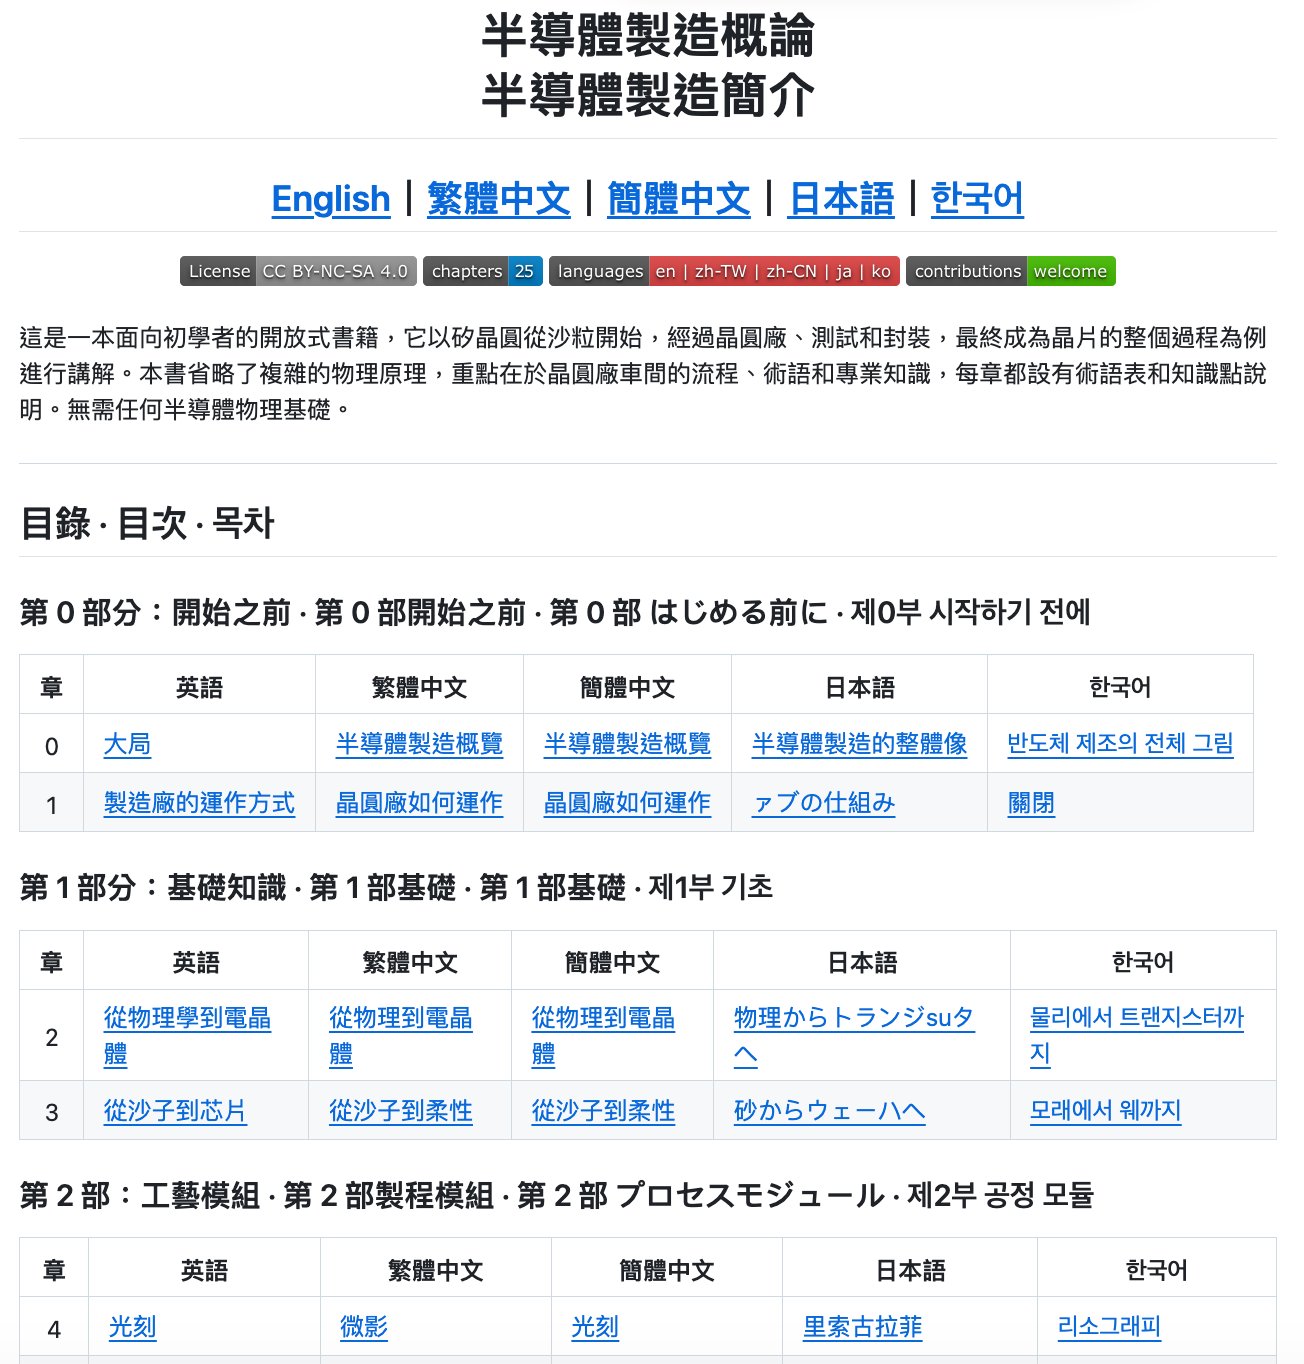 半導體製造概論
半導體製造簡介
English | 繁體中文 | 簡體中文 | 日本語 | 한국어
License CC BY-NC-SA 4.0 chapters 25 languages en | zh-TW | zh-CN | ja | ko contributions welcome
這是一本面向初學者的開放式書籍，它以矽晶圓從沙粒開始，經過晶圓廠、測試和封裝，最終成為晶片的整個過程為例
進行講解。本書省略了複雜的物理原理，重點在於晶圓廠車間的流程、術語和專業知識，每章都設有術語表和知識點說
明。無需任何半導體物理基礎。
目錄 · 目次 · 목차
第 0 部分：開始之前 · 第 0 部開始之前 · 第 0 部 はじめる前に · 제0부 시작하기 전에
章 英語 繁體中文 簡體中文 日本語 한국어
0 大局 半導體製造概覽 半導體製造概覽 半導體製造的整體像 반도체 제조의 전체 그림
1 製造廠的運作方式 晶圓廠如何運作 晶圓廠如何運作 ァブの仕組み 關閉
第 1 部分：基礎知識 · 第 1 部基礎 · 第 1 部基礎 · 제1부 기초
章 英語 繁體中文 簡體中文 日本語 한국어
2 從物理學到電晶 從物理到電晶 從物理到電晶 物理からトランジsuタ 물리에서 트랜지스터까
體 體 體 へ 지
3 從沙子到芯片 從沙子到柔性 從沙子到柔性 砂からウェーハへ 모래에서 웨까지
第 2 部：工藝模組 · 第 2 部製程模組 · 第 2 部 プロセスモジュール · 제2부 공정 모듈
章 英語 繁體中文 簡體中文 日本語 한국어
4 光刻 微影 光刻 里索古拉菲 리소그래피